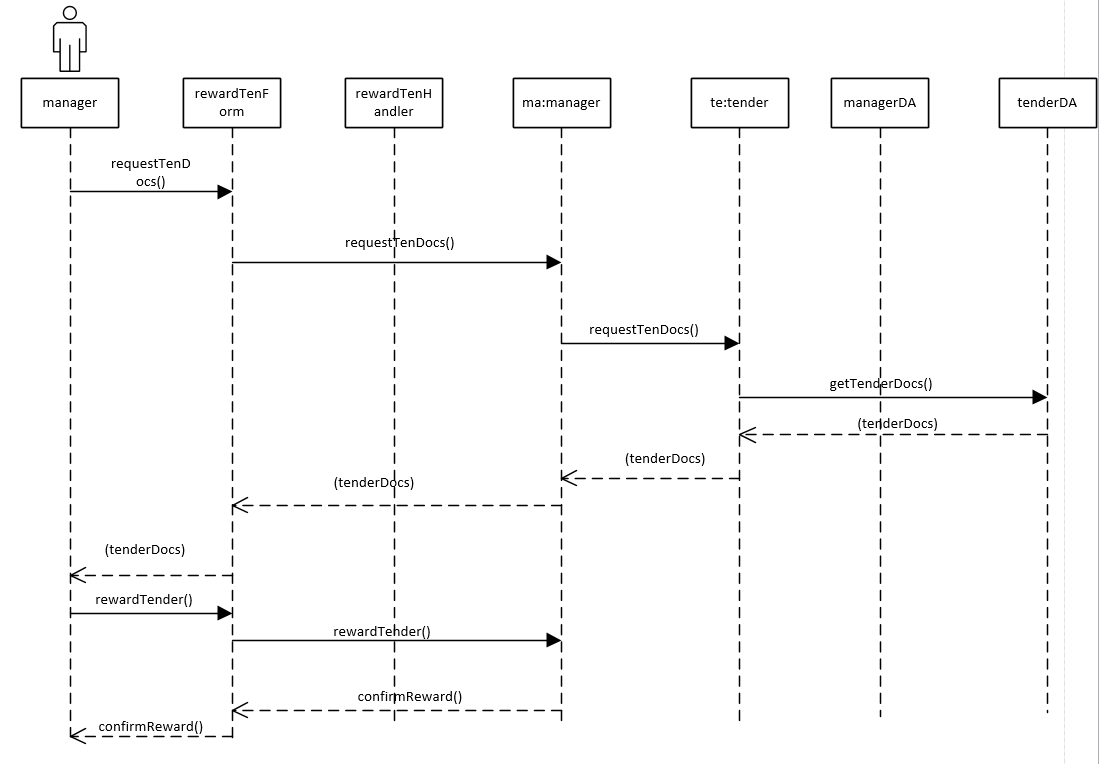 manager
rewardTenF
orm
rewardTenH
andler
ma:manager
te:tender
managerDA
tenderDA
requestTenD
ocs()
requestTenDocs()
requestTenDocs()
getTenderDocs()
(tenderDocs)
(tenderDocs)
(tenderDocs)
(tenderDocs)
rewardTender()
rewardTender()
confirmReward()
confirmReward()